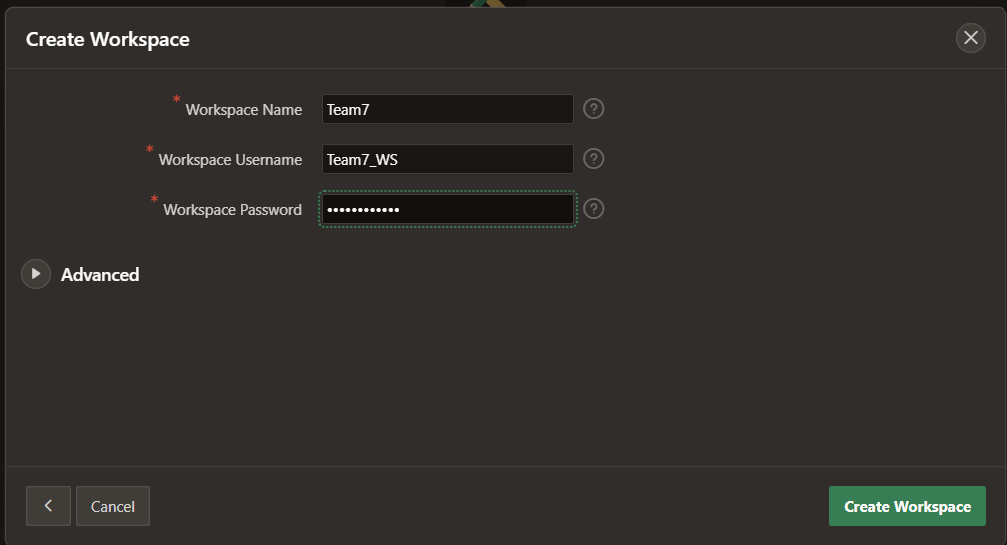 Create Workspace
* Workspace Name Team7 ?
* Workspace Username Team7_WS ?
* Workspace Password •••••••••••• ?
Advanced
Cancel Create Workspace